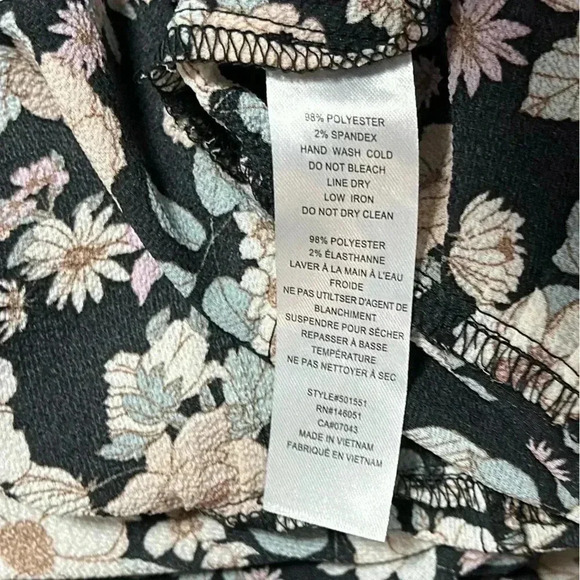 98% POLYESTER
2% SPANDEX
HAND WASH COLD
DO NOT BLEACH
LINE DRY
LOW IRON
DO NOT DRY CLEAN
98% POLYESTER
2% ÉLASTHANNE
LAVER À LA MAIN À L'EAU
FROIDE
NE PAS UTILTSER D'AGENT DE
BLANCHIMENT
SUSPENDRE POUR SÉCHER
REPASSER À BASSE
TEMPÉRATURE
NE PAS NETTOYER À SEC
STYLE#501551
RN#146051
CA#07043
MADE IN VIETNAM
FABRIQUÉ EN VIETNAM